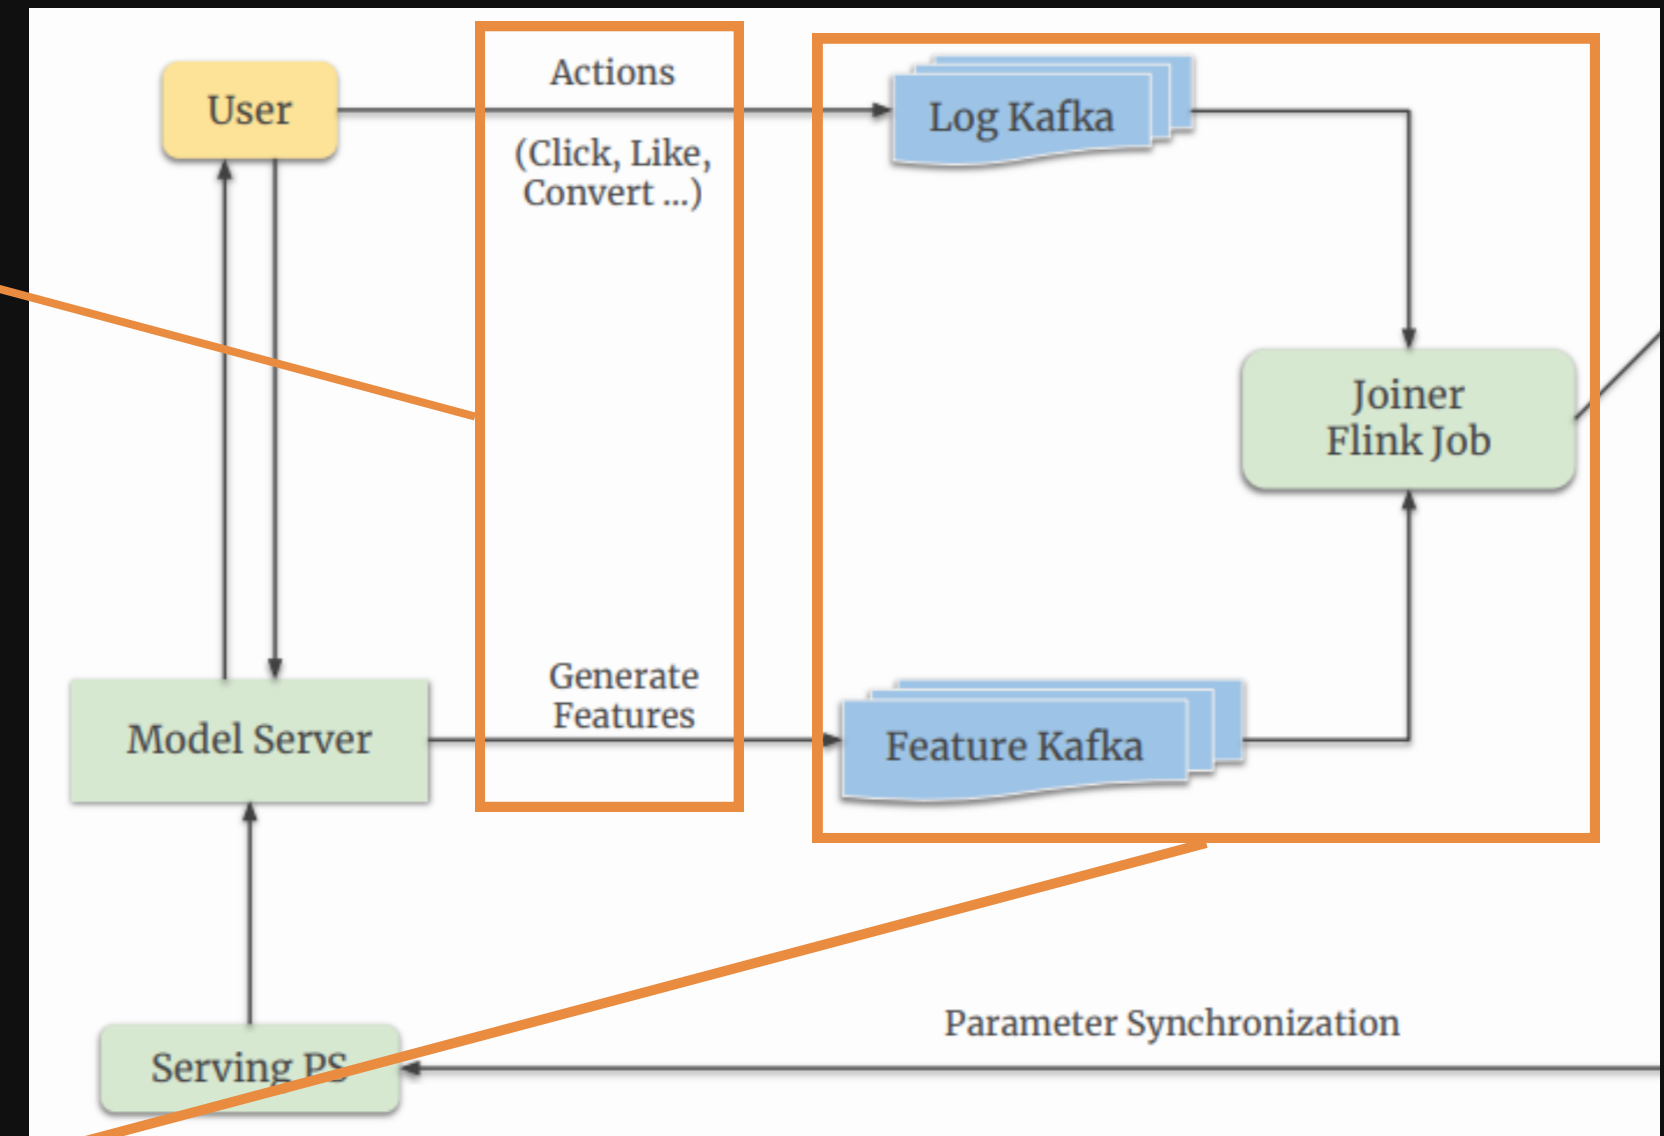 User
Actions
(Click, Like,
Convert ...)
Log Kafka
Joiner
Flink Job
Generate
Features
Model Server
Feature Kafka
Parameter Synchronization
Serving PS